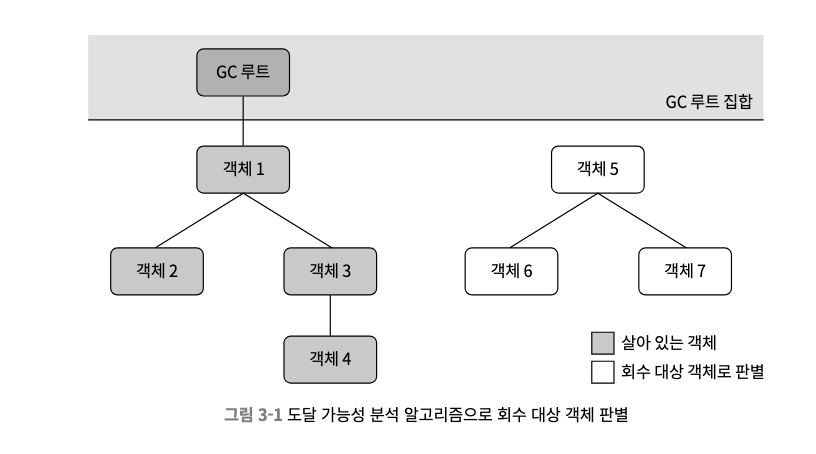 GC 루트
GC 루트 집합
객체 1
객체 5
객체 2
객체 3
객체 6
객체 7
객체 4
살아 있는 객체
회수 대상 객체로 판별
그림 3-1 도달 가능성 분석 알고리즘으로 회수 대상 객체 판별